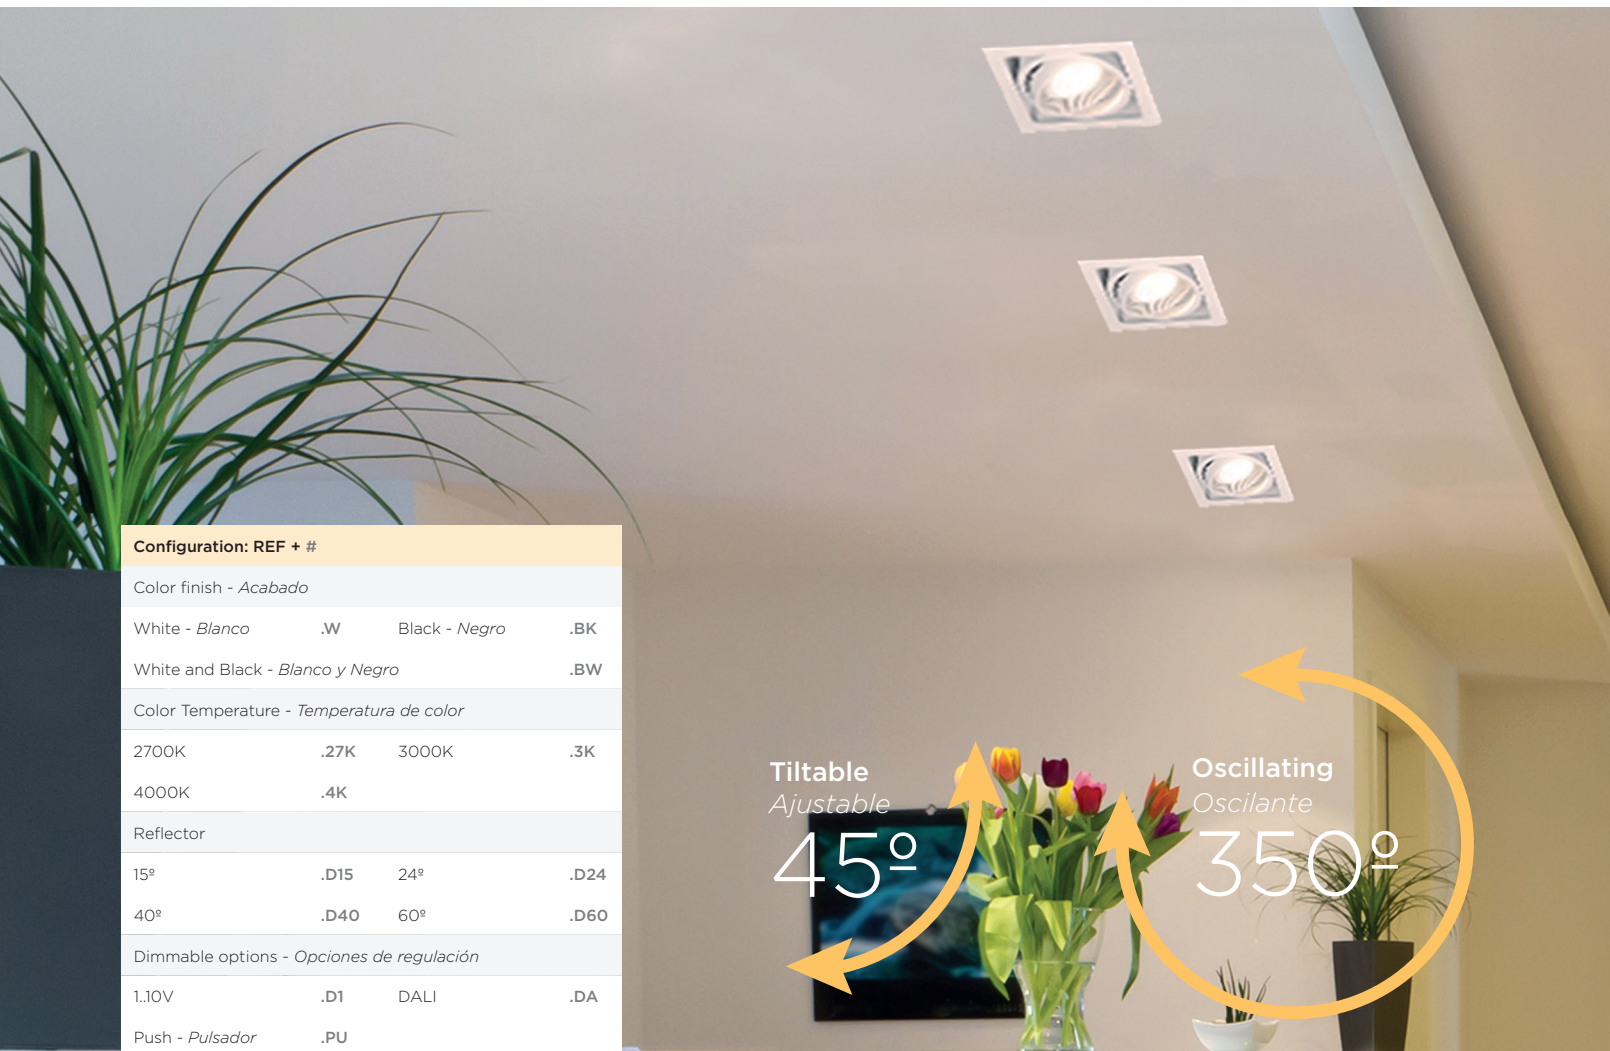 Configuration: REF + #
Color finish - Acabado
White - Blanco .W Black - Negro .BK
White and Black - Blanco y Negro .BW
Color Temperature - Temperatura de color
2700K .27K 3000K .3K
4000K .4K
Reflector
15º .D15 24º .D24
40º .D40 60º .D60
Dimmable options - Opciones de regulación
1..10V .D1 DALI .DA
Push - Pulsador .PU
Tiltable
Ajustable
45º
Oscillating
Oscilante
350º